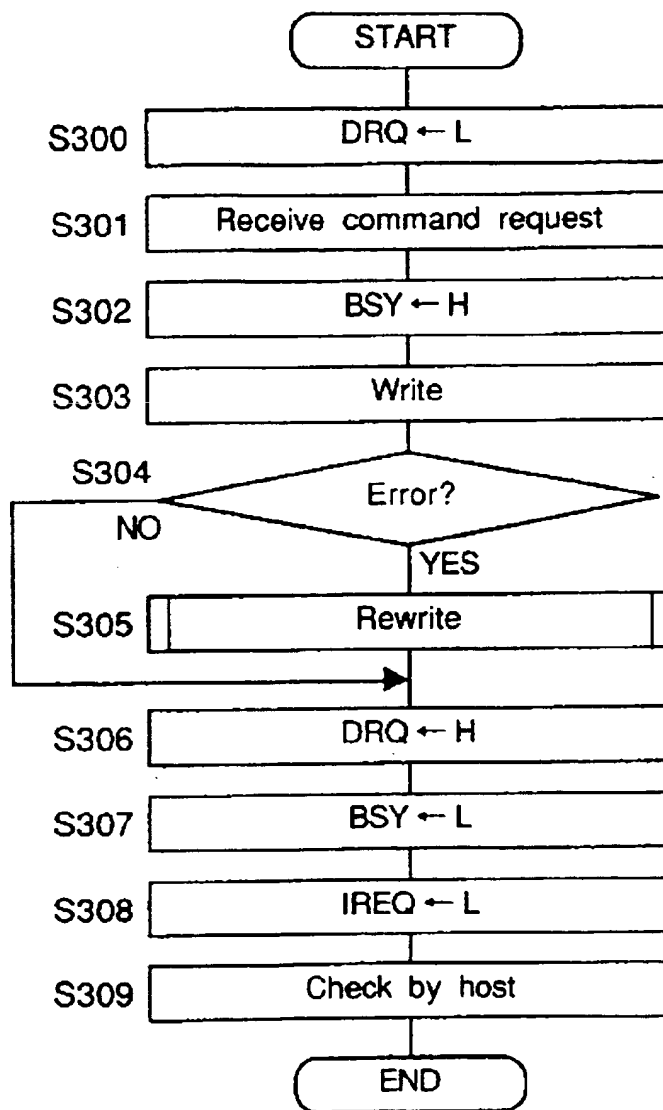 START
S300 DRQ ← L
S301 Receive command request
S302 BSY ← H
S303 Write
S304 Error?
NO
YES
S305 Rewrite
S306 DRQ ← H
S307 BSY ← L
S308 IREQ ← L
S309 Check by host
END